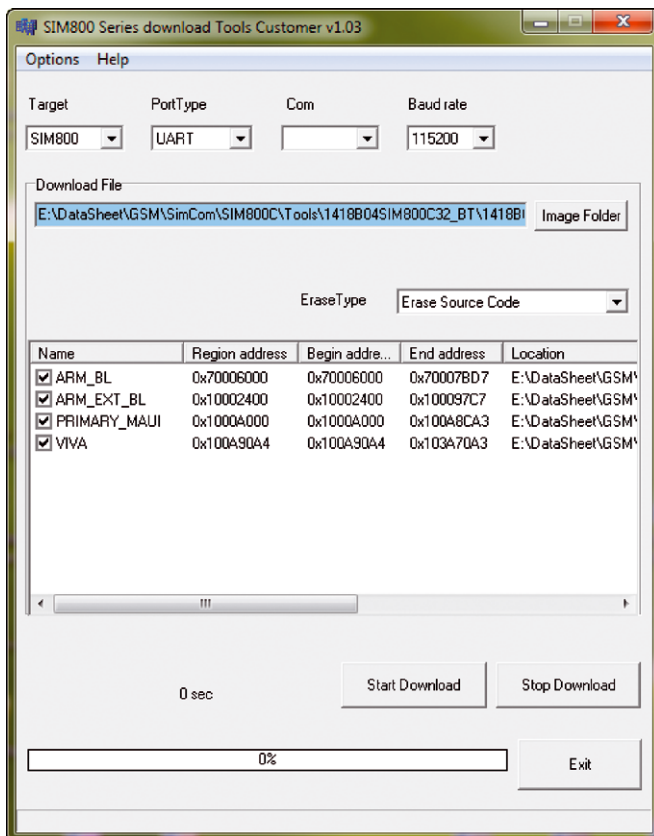 SIM800 Series download Tools Customer v1.03
Options Help
Target PortType Com Baud rate
SIM800 UART 115200
Download File
E:\DataSheet\GSM\SimCom\SIM800C\Tools\1418B04SIM800C32_BT\1418B Image Folder
EraseType Erase Source Code
Name Region address Begin addre... End address Location
ARM_BL 0x70006000 0x70006000 0x70007BD7 E:\DataSheet\GSM\
ARM_EXT_BL 0x10002400 0x10002400 0x100097C7 E:\DataSheet\GSM\
PRIMARY_MAUI 0x1000A000 0x1000A000 0x100A8CA3 E:\DataSheet\GSM\
VIVA 0x100A90A4 0x100A90A4 0x103A70A3 E:\DataSheet\GSM\
0 sec Start Download Stop Download
0% Exit